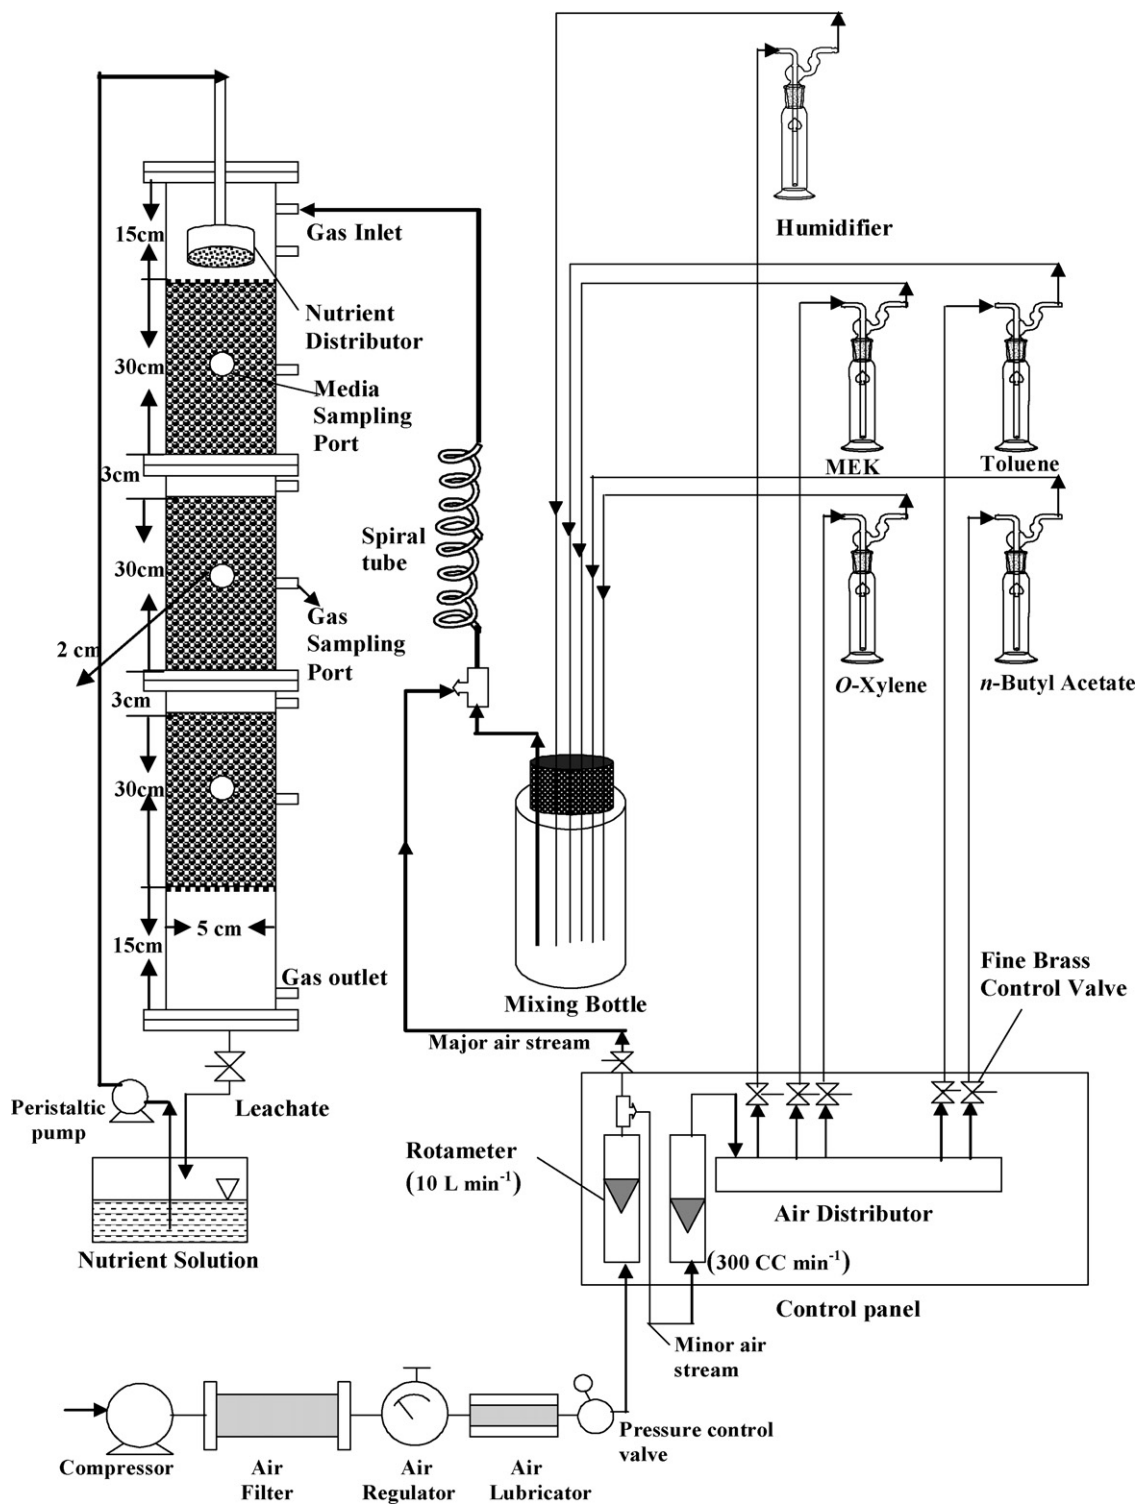 Humidifier
15cm
Gas Inlet
Nutrient
Distributor
30cm
Media
Sampling
Port
MEK
Toluene
3cm
Spiral
tube
30cm
Gas
Sampling
Port
2 cm
O-Xylene
n-Butyl Acetate
3cm
30cm
5 cm
15cm
Gas outlet
Mixing Bottle
Fine Brass
Control Valve
Major air stream
Peristaltic
pump
Leachate
Rotameter
(10 L min-1)
Air Distributor
Nutrient Solution
(300 CC min-1)
Control panel
Minor air
stream
Pressure control
valve
Compressor
Air
Filter
Air
Regulator
Air
Lubricator